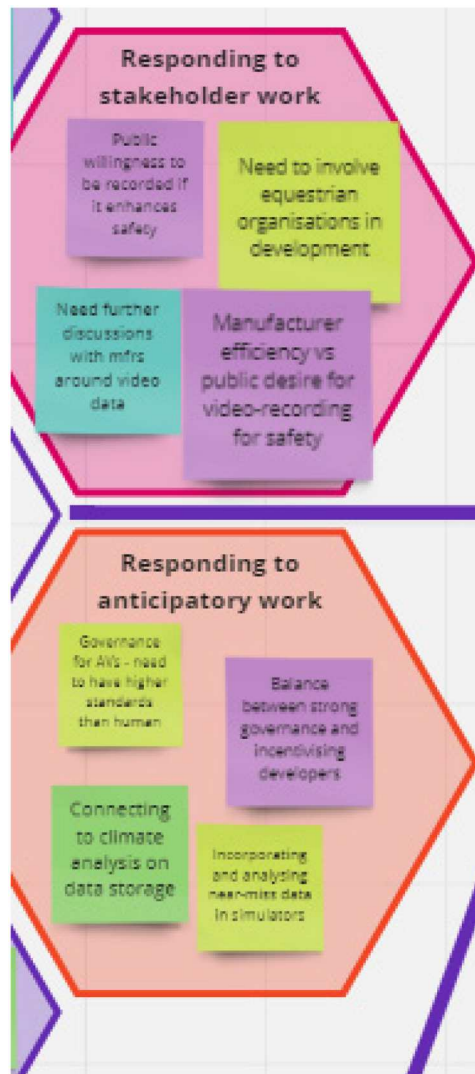 Responding to
stakeholder work
Public
willingness to
be recorded if
it enhances
safety
Need to involve
equestrian
organisations in
development
Need further
discussions
with mfrs
around video
data
Manufacturer
efficiency vs
public desire for
video-recording
for safety
Responding to
anticipatory work
Governance
for AVs - need
to have higher
standards
than human
Balance
between strong
governance and
incentivising
developers
Connecting
to climate
analysis on
data storage
Incorporating
and analysing
near-miss data
in simulators